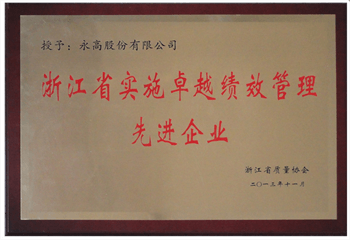 授予：永高股份有限公司
浙江省实施卓越绩效管理
先进企业
浙江省质量协会
二〇一三年十一月